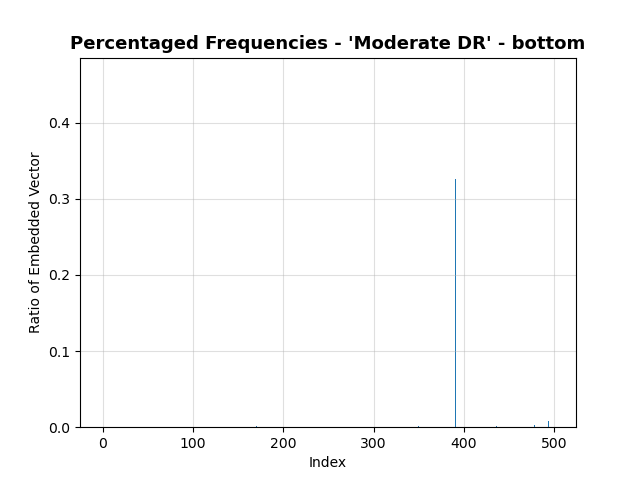 Percentaged Frequencies - 'Moderate DR' - bottom
Ratio of Embedded Vector
0.4
0.3
0.2
0.1
0.0
0 100 200 300 400 500
Index